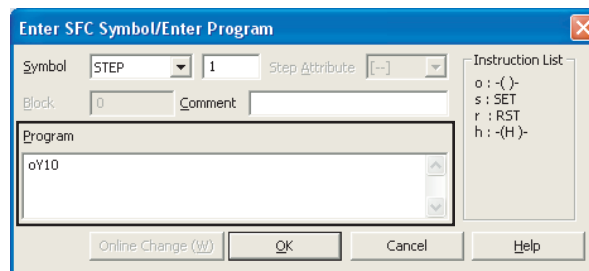 Enter SFC Symbol/Enter Program
Symbol STEP 1 Step Attribute [--]
Block 0 Comment
Program
oY10
Instruction List
o : -( )-
s : SET
r : RST
h : -(H )-
Online Change (W) OK Cancel Help